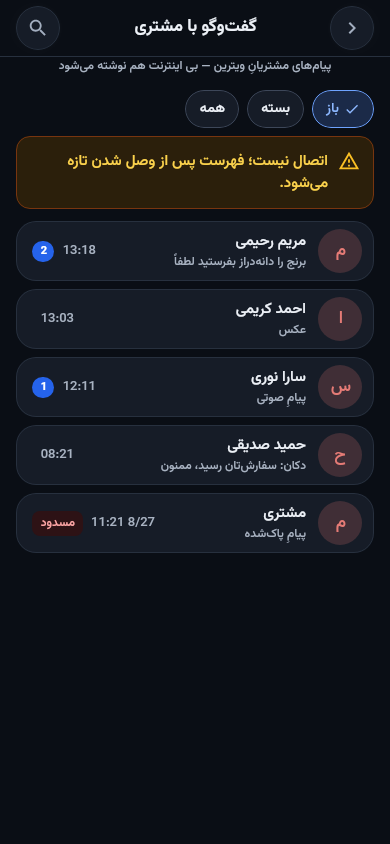 گفت‌وگو با مشتری
پیام‌های مشتریانِ ویترین — بی اینترنت هم نوشته می‌شود
باز
بسته
همه
اتصال نیست؛ فهرست پس از وصل شدن تازه
می‌شود.
م
مریم رحیمی
13:18
2
برنج را دانه‌دراز بفرستید لطفاً
ا
احمد کریمی
13:03
عکس
س
سارا نوری
12:11
1
پیام صوتی
ح
حمید صدیقی
08:21
دکان: سفارش‌تان رسید، ممنون
م
مشتری
8/27 11:21
مسدود
پیام پاک‌شده